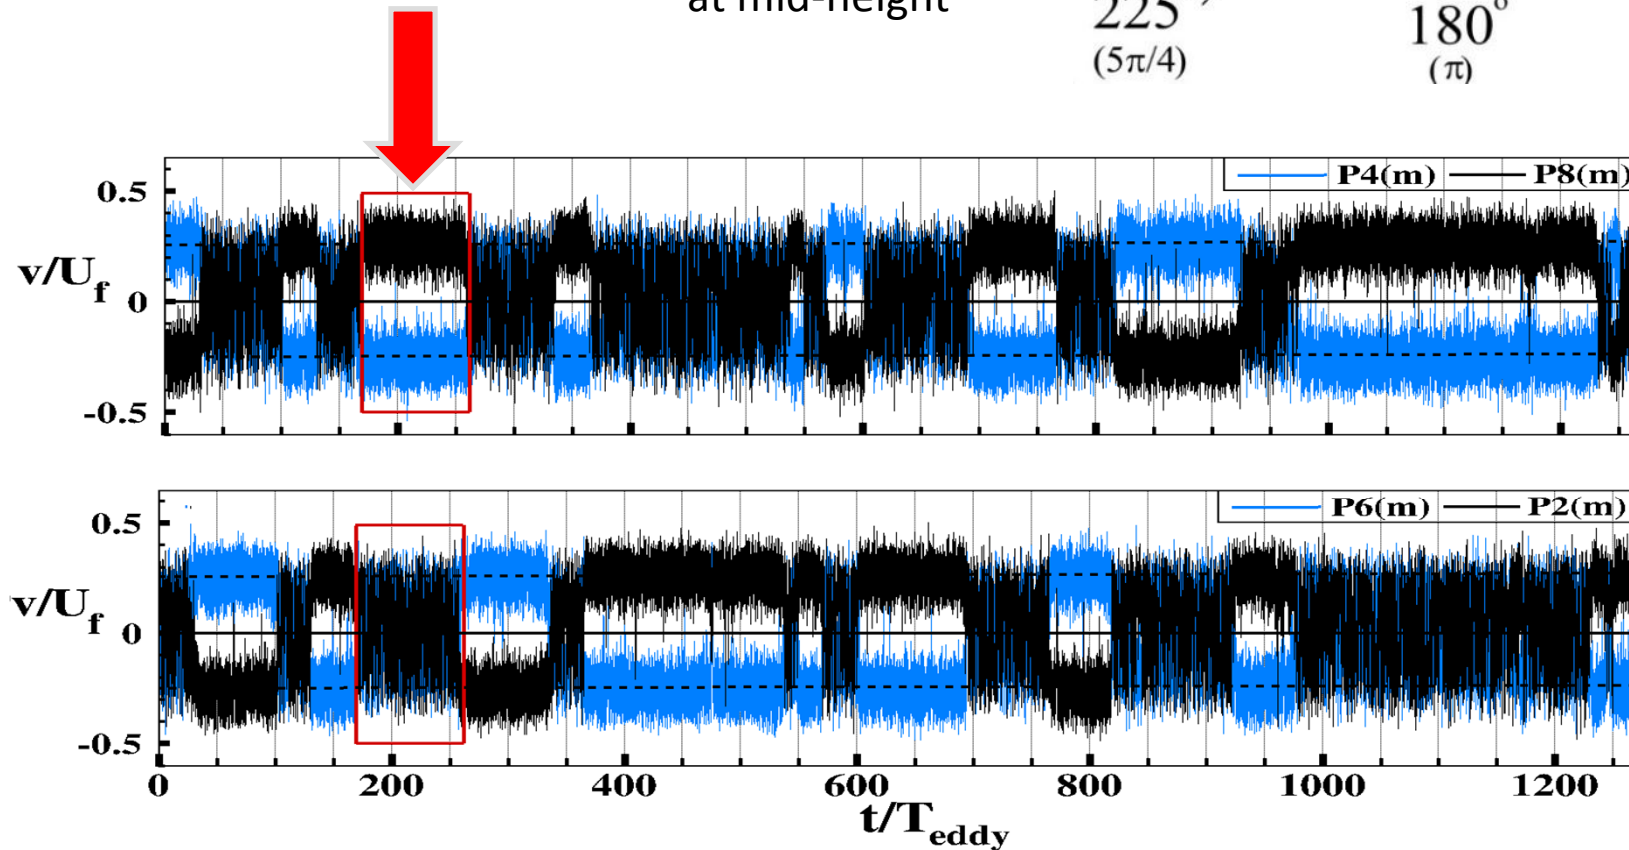 at mid-height
225°
(5π/4)
180°
(π)
P4(m) P8(m)
0.5
v/U_f
0
-0.5
P6(m) P2(m)
0.5
v/U_f
0
-0.5
0 200 400 600 800 1000 1200
t/T_eddy